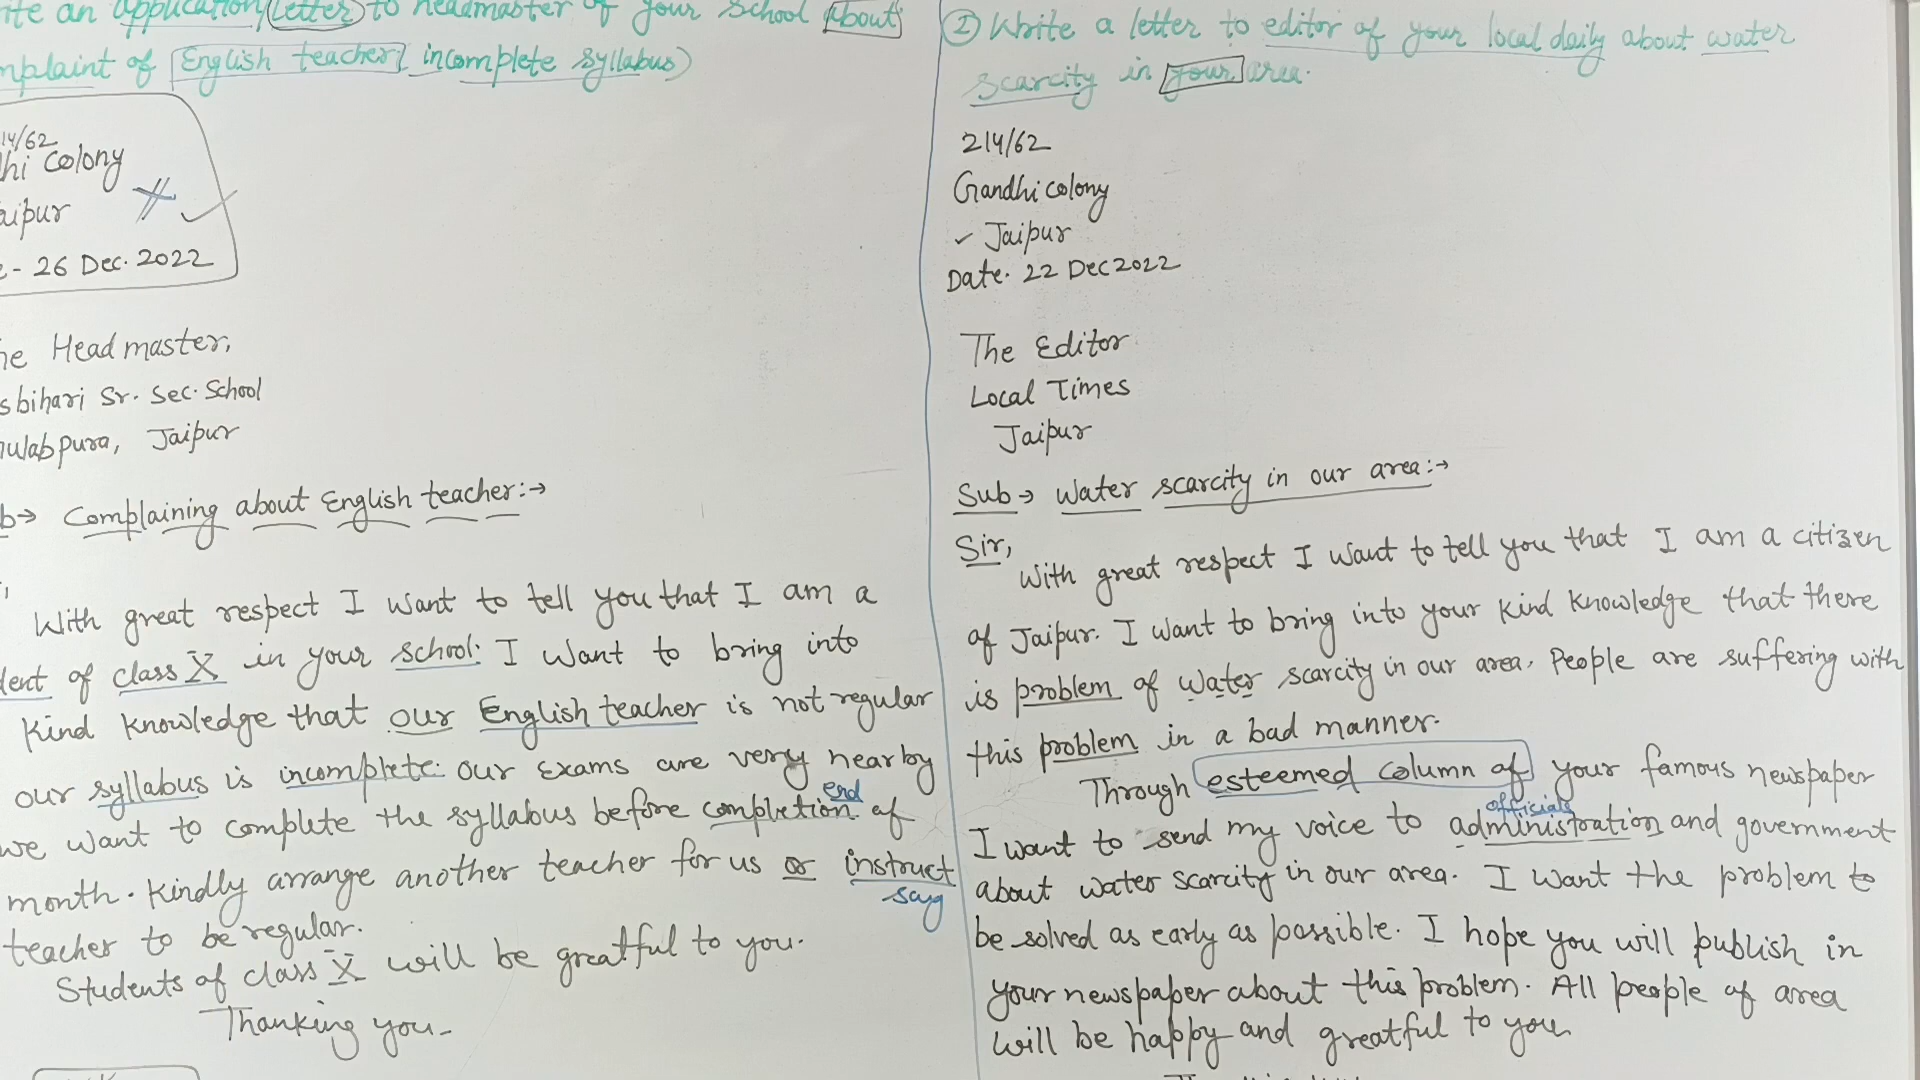 an application/Letter to headmaster of your school about
of English teacher incomplete syllabus)
14/62
colony
- 26 Dec. 2022
Head master,
Sr. Sec. School
Jaipur
Complaining about English teacher:→
With great respect I want to tell you that I am a
of class X in your school. I want to bring into
Kind Knowledge that our English teacher is not regular
our syllabus is incomplete. our Exams are very nearby
end
we want to complete the syllabus before completion of
month. Kindly arrange another teacher for us or instruct
say
teacher to be regular.
Students of class X will be greatful to you.
Thanking you-
② Write a letter to editor of your local daily about water
scarcity in your area.
214/62
Gandhi colony
Jaipur
Date. 22 Dec 2022
The Editor
Local Times
Jaipur
Sub → Water scarcity in our area:→
Sir,
With great respect I want to tell you that I am a citizen
of Jaipur. I want to bring into your Kind Knowledge that there
is problem of water scarcity in our area. People are suffering with
this problem in a bad manner.
Through esteemed column of your famous newspaper
officials
I want to send my voice to administration and government
about water scarcity in our area. I want the problem to
be solved as early as possible. I hope you will publish in
your newspaper about this problem. All people of area
will be happy and greatful to you.